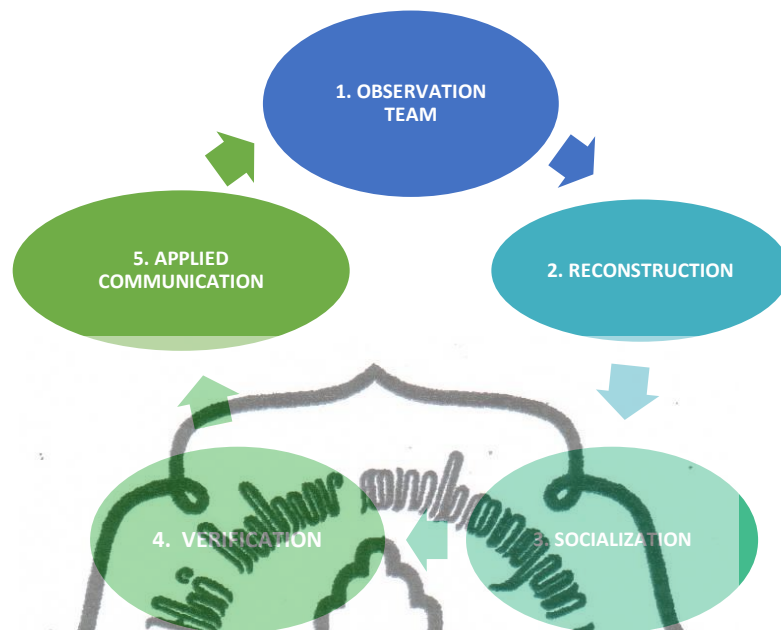 1. OBSERVATION
TEAM
2. RECONSTRUCTION
3. SOCIALIZATION
4. VERIFICATION
5. APPLIED
COMMUNICATION